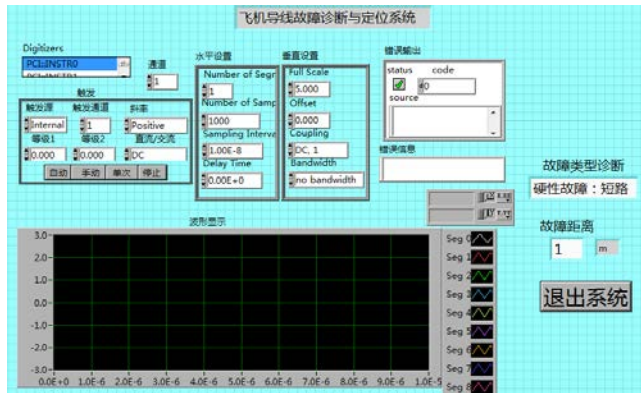 飞机导线故障诊断与定位系统
Digitizers
PCI::INSTR0
PCI::INSTR1
通道
1
触发
触发源 触发通道 斜率
Internal 1 Positive
等级1 等级2 直流/交流
0.000 0.000 DC
自动 手动 单次 停止
水平设置
Number of Segr
1
Number of Samp
1000
Sampling Interva
1.00E-8
Delay Time
0.00E+0
垂直设置
Full Scale
5.000
Offset
0.000
Coupling
DC, 1
Bandwidth
no bandwidth
错误输出
status code
0
source
错误信息
故障类型诊断
硬性故障：短路
故障距离
1 m
退出系统
波形显示
3.0
2.0
1.0
0.0
-1.0
-2.0
-3.0
0.0E+0 1.0E-6 2.0E-6 3.0E-6 4.0E-6 5.0E-6 6.0E-6 7.0E-6 8.0E-6 9.0E-6 1.0E-5
Seg 0
Seg 1
Seg 2
Seg 3
Seg 4
Seg 5
Seg 6
Seg 7
Seg 8